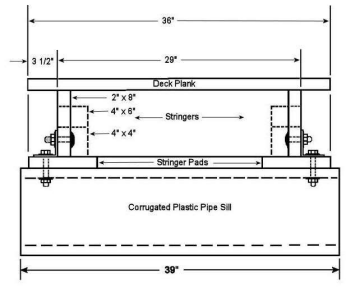 36"
3 1/2"
29"
Deck Plank
2" x 8"
4" x 6"
Stringers
4" x 4"
Stringer Pads
Corrugated Plastic Pipe Sill
39"